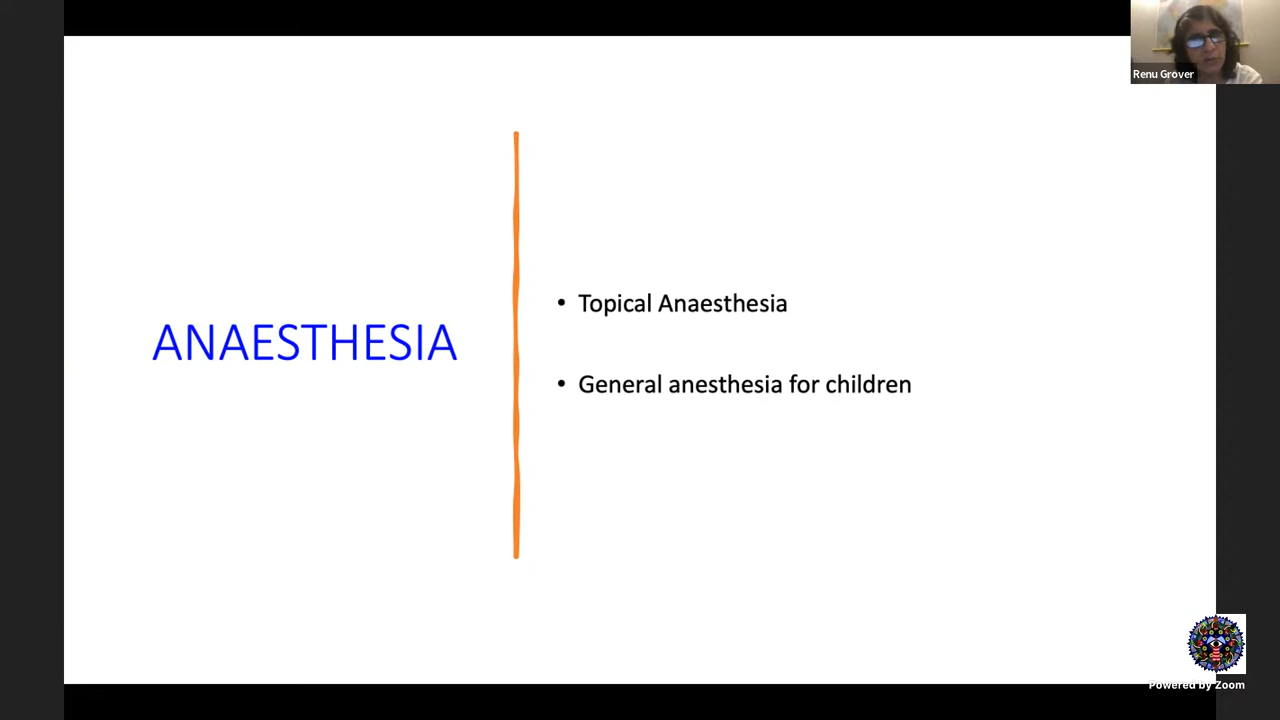 Renu Grover
ANAESTHESIA
• Topical Anaesthesia
• General anesthesia for children
Powered by Zoom